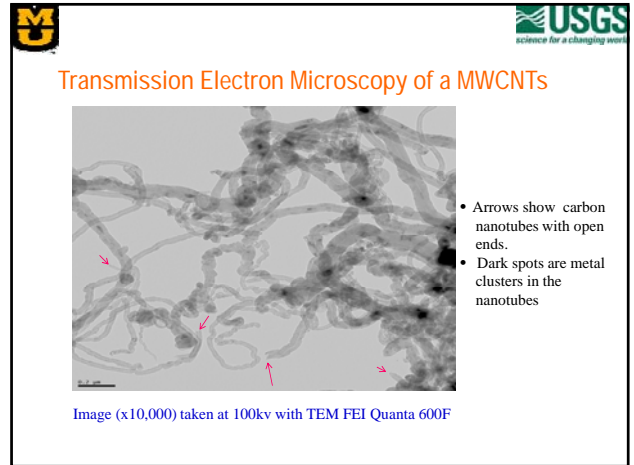 MU
USGS
science for a changing world
Transmission Electron Microscopy of a MWCNTs
• Arrows show carbon
nanotubes with open
ends.
• Dark spots are metal
clusters in the
nanotubes
Image (x10,000) taken at 100kv with TEM FEI Quanta 600F